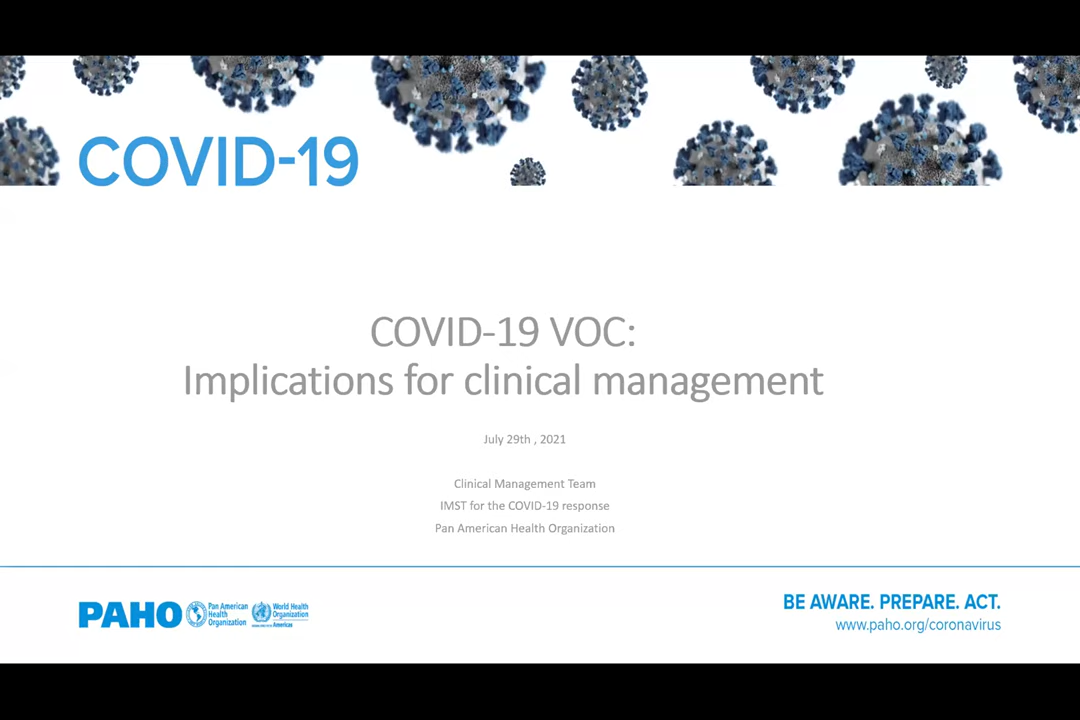 COVID-19
COVID-19 VOC:
Implications for clinical management
July 29th , 2021
Clinical Management Team
IMST for the COVID-19 response
Pan American Health Organization
PAHO
Pan American
Health
Organization
World Health
Organization
Americas
BE AWARE. PREPARE. ACT.
www.paho.org/coronavirus